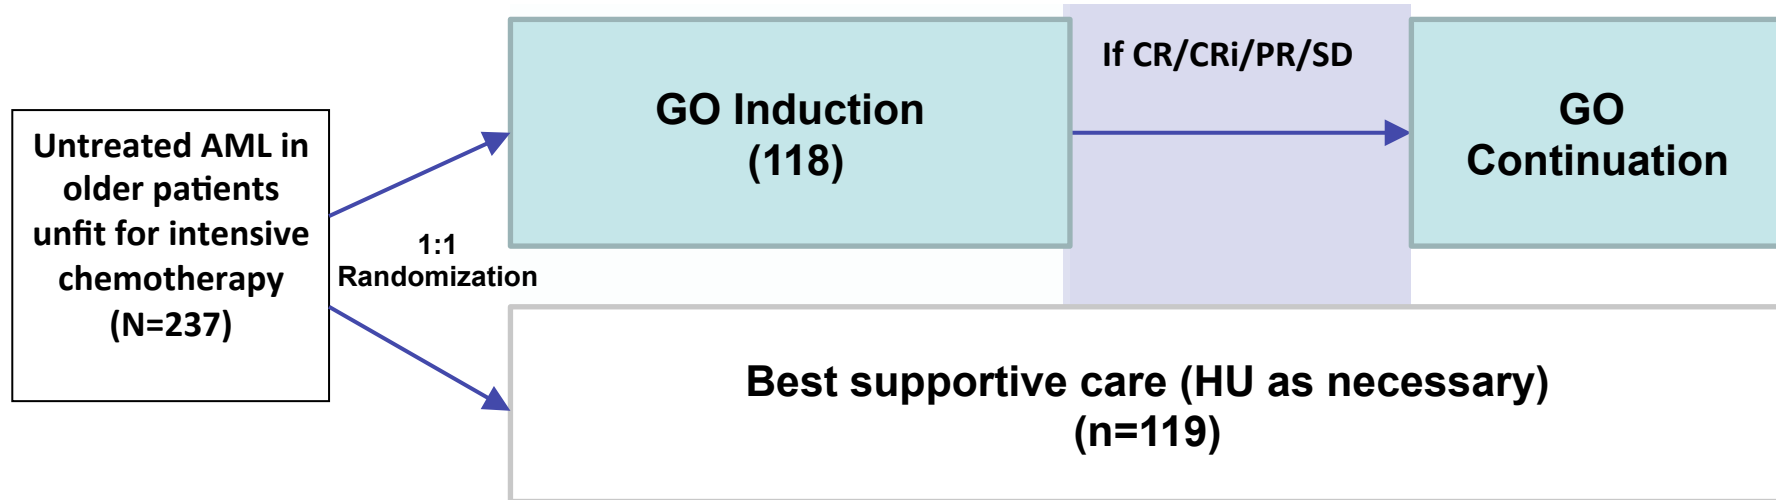 Untreated AML in
older patients
unfit for intensive
chemotherapy
(N=237)
1:1
Randomization
GO Induction
(118)
If CR/CRi/PR/SD
GO
Continuation
Best supportive care (HU as necessary)
(n=119)